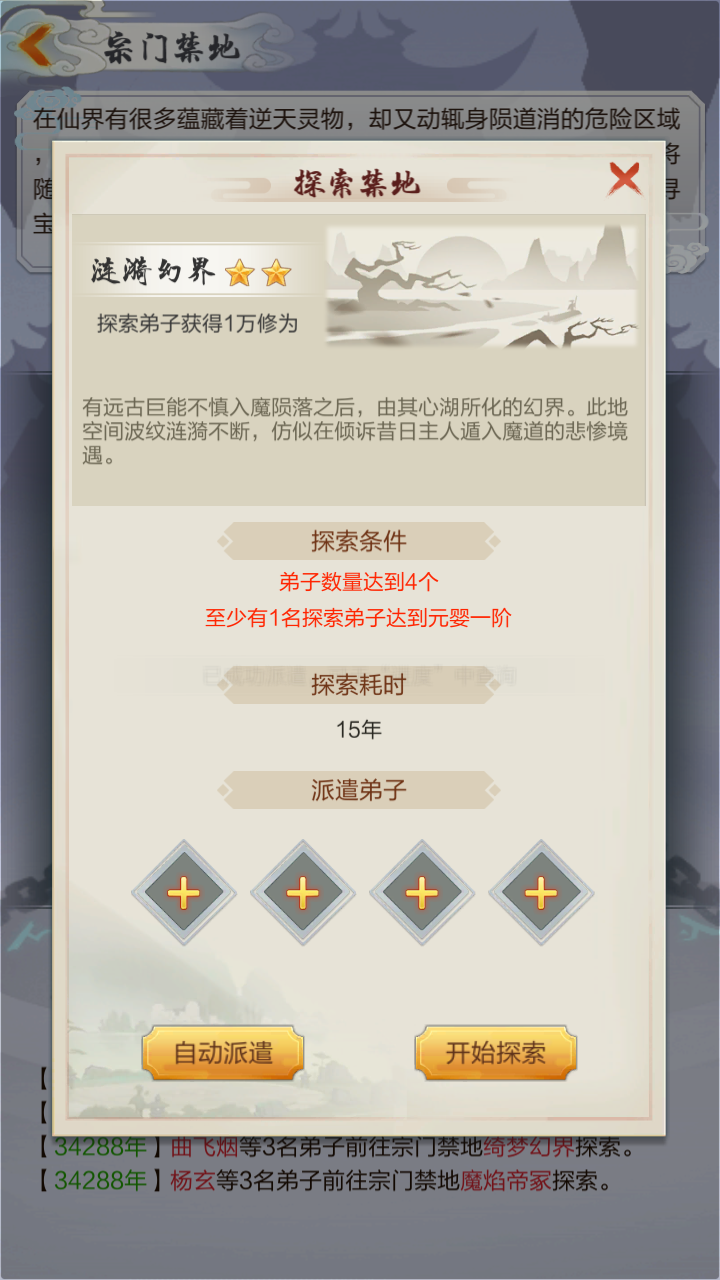 宗门禁地
在仙界有很多蕴藏着逆天灵物，却又动辄身陨道消的危险区域
，
将
随
寻
宝
探索禁地
涟漪幻界
探索弟子获得1万修为
有远古巨能不慎入魔陨落之后，由其心湖所化的幻界。此地
空间波纹涟漪不断，仿似在倾诉昔日主人遁入魔道的悲惨境
遇。
探索条件
弟子数量达到4个
至少有1名探索弟子达到元婴一阶
探索耗时
15年
派遣弟子
自动派遣
开始探索
【
【
【34288年】曲飞烟等3名弟子前往宗门禁地绮梦幻界探索。
【34288年】杨玄等3名弟子前往宗门禁地魔焰帝冢探索。